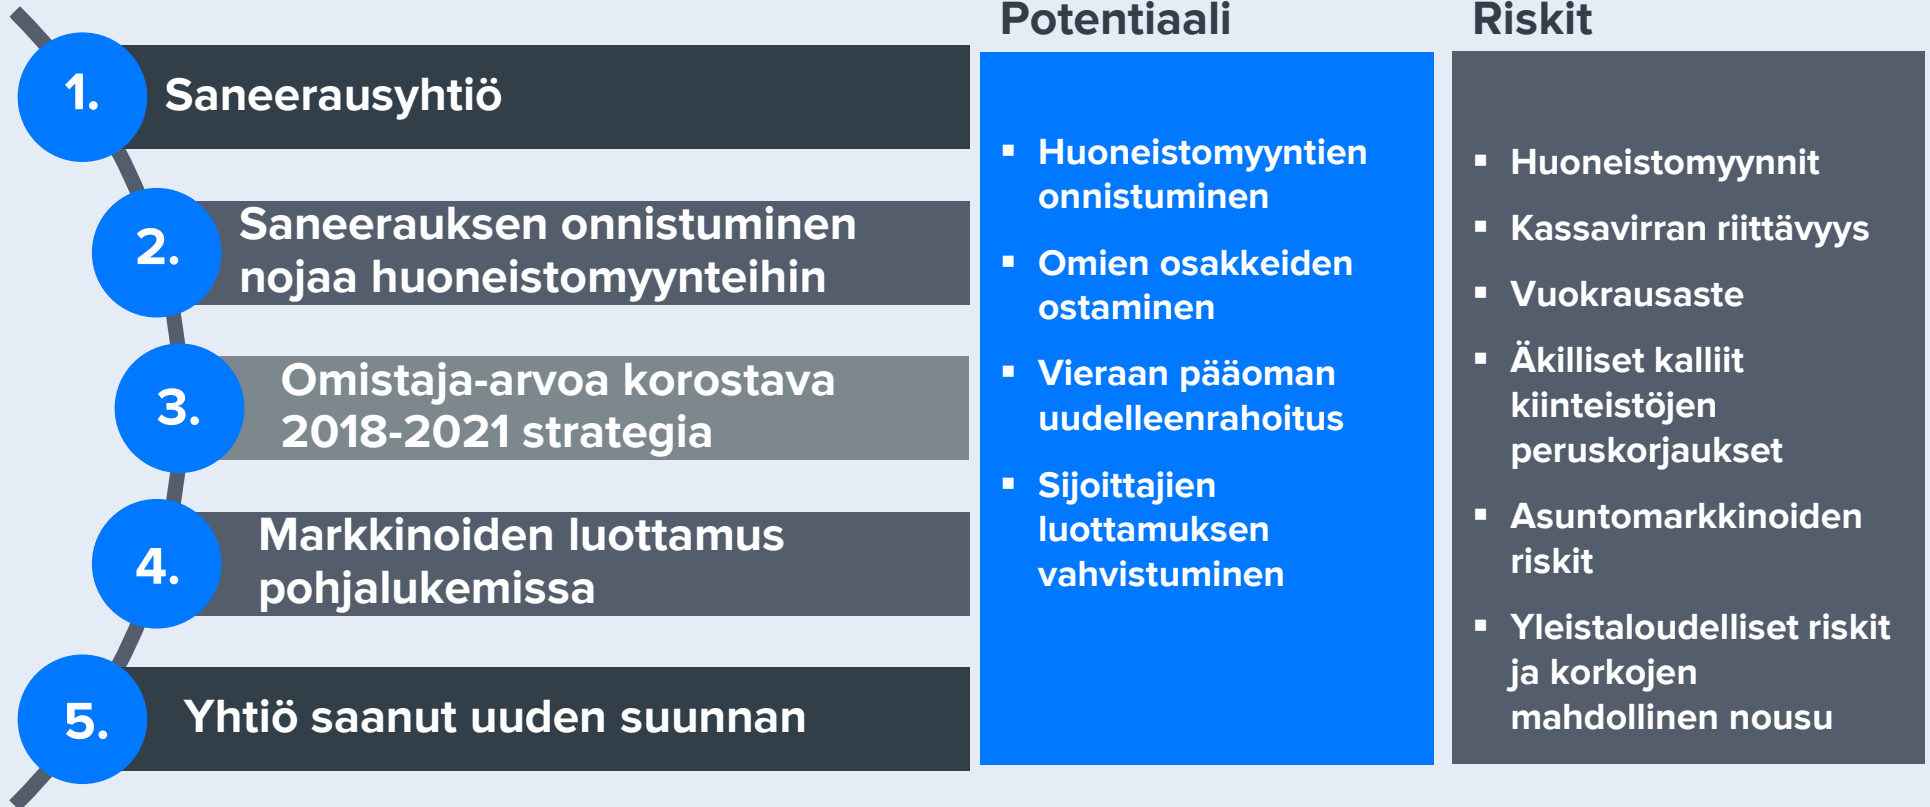 1.
Saneerausyhtiö
2.
Saneerauksen onnistuminen
nojaa huoneistomyynteihin
3.
Omistaja-arvoa korostava
2018-2021 strategia
4.
Markkinoiden luottamus
pohjalukemissa
5.
Yhtiö saanut uuden suunnan
Potentiaali
▪ Huoneistomyyntien
onnistuminen
▪ Omien osakkeiden
ostaminen
▪ Vieraan pääoman
uudelleenrahoitus
▪ Sijoittajien
luottamuksen
vahvistuminen
Riskit
▪ Huoneistomyynnit
▪ Kassavirran riittävyys
▪ Vuokrausaste
▪ Äkilliset kalliit
kiinteistöjen
peruskorjaukset
▪ Asuntomarkkinoiden
riskit
▪ Yleistaloudelliset riskit
ja korkojen
mahdollinen nousu